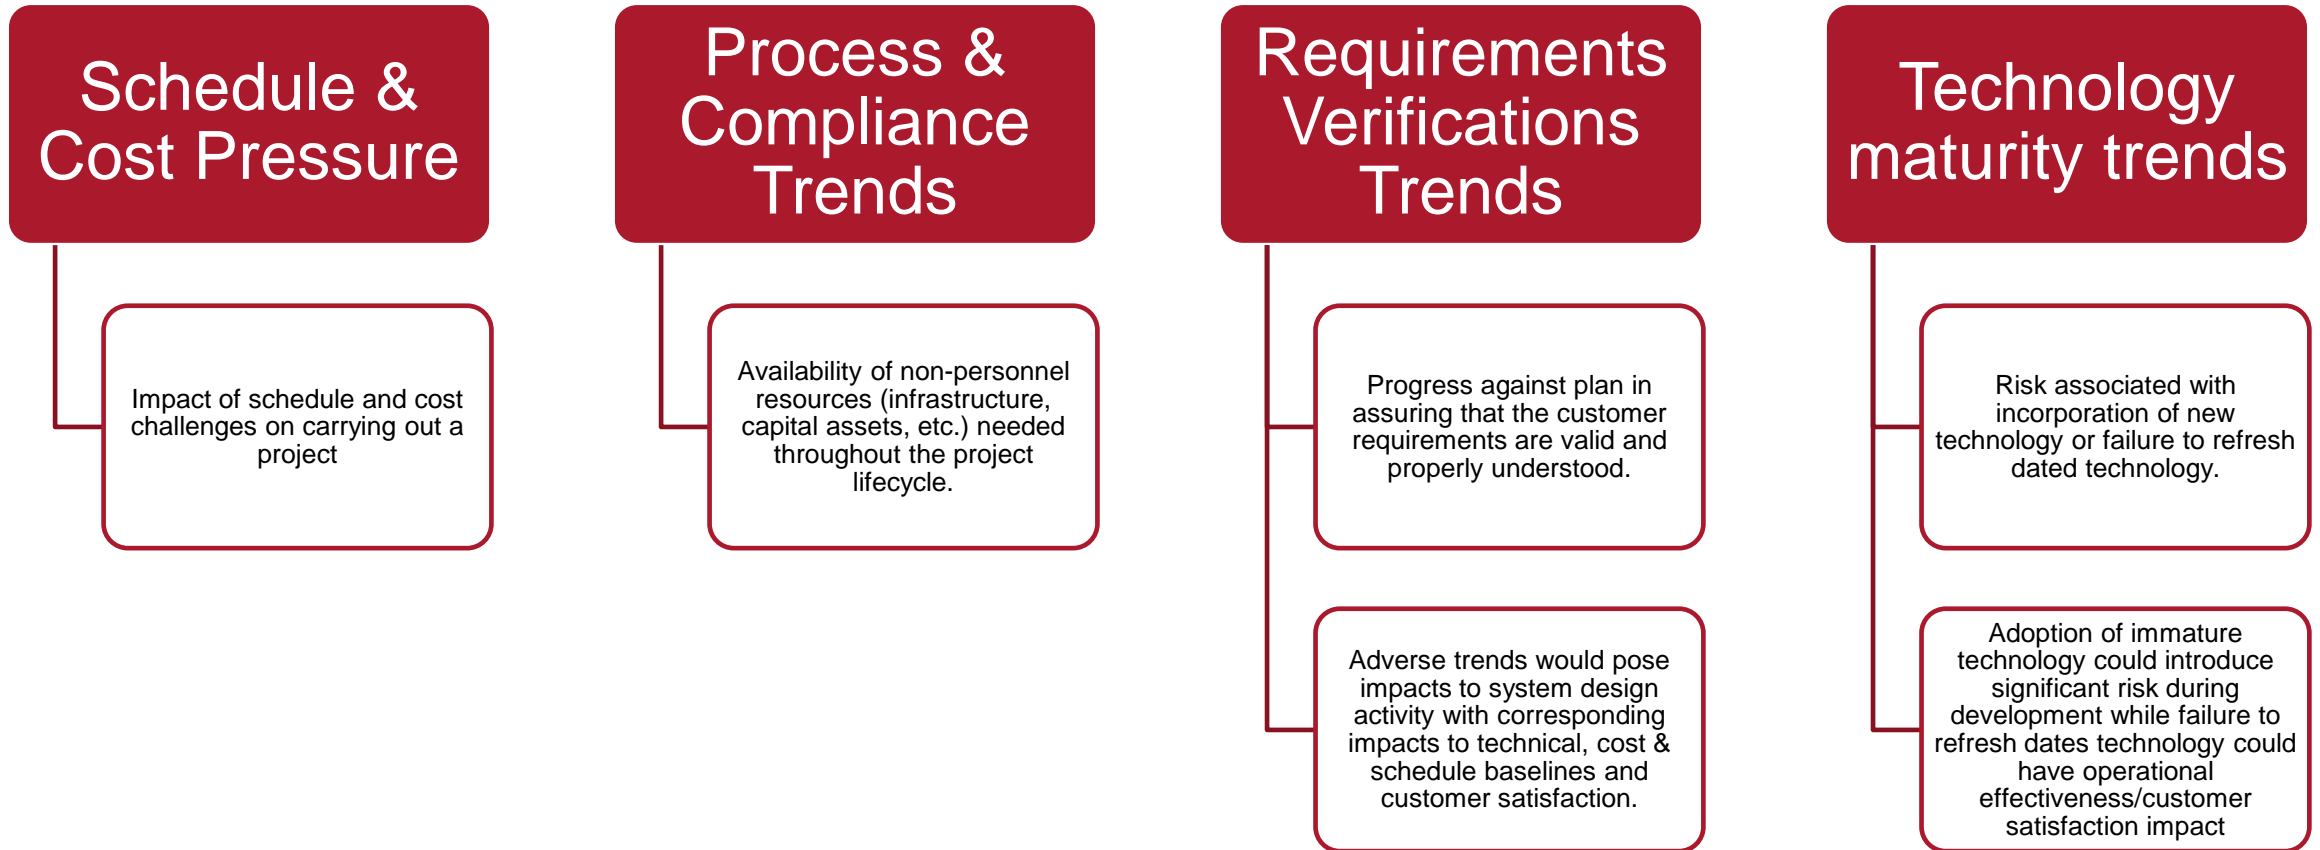 Schedule &
Cost Pressure
Impact of schedule and cost
challenges on carrying out a
project
Process &
Compliance
Trends
Availability of non-personnel
resources (infrastructure,
capital assets, etc.) needed
throughout the project
lifecycle.
Requirements
Verifications
Trends
Progress against plan in
assuring that the customer
requirements are valid and
properly understood.
Adverse trends would pose
impacts to system design
activity with corresponding
impacts to technical, cost &
schedule baselines and
customer satisfaction.
Technology
maturity trends
Risk associated with
incorporation of new
technology or failure to refresh
dated technology.
Adoption of immature
technology could introduce
significant risk during
development while failure to
refresh dates technology could
have operational
effectiveness/customer
satisfaction impact